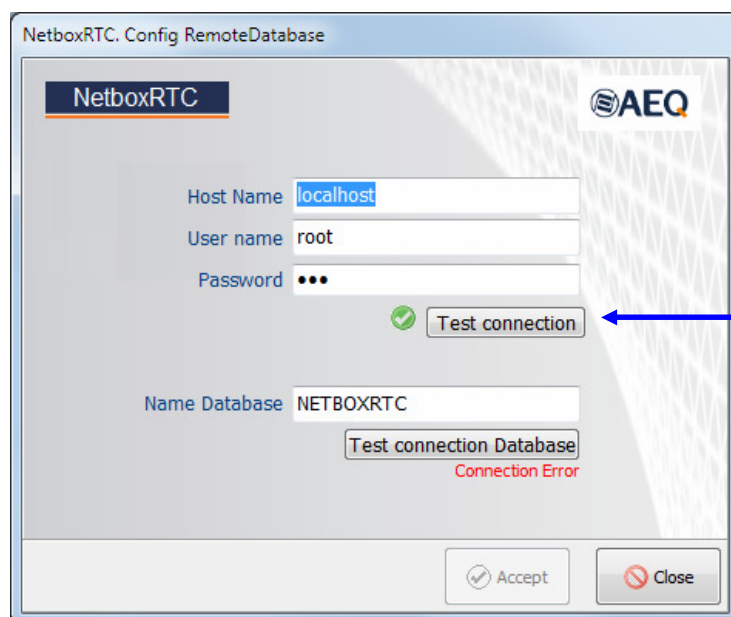 NetboxRTC. Config RemoteDatabase
NetboxRTC
AEQ
Host Name localhost
User name root
Password •••
Test connection
Name Database NETBOXRTC
Test connection Database
Connection Error
Accept Close